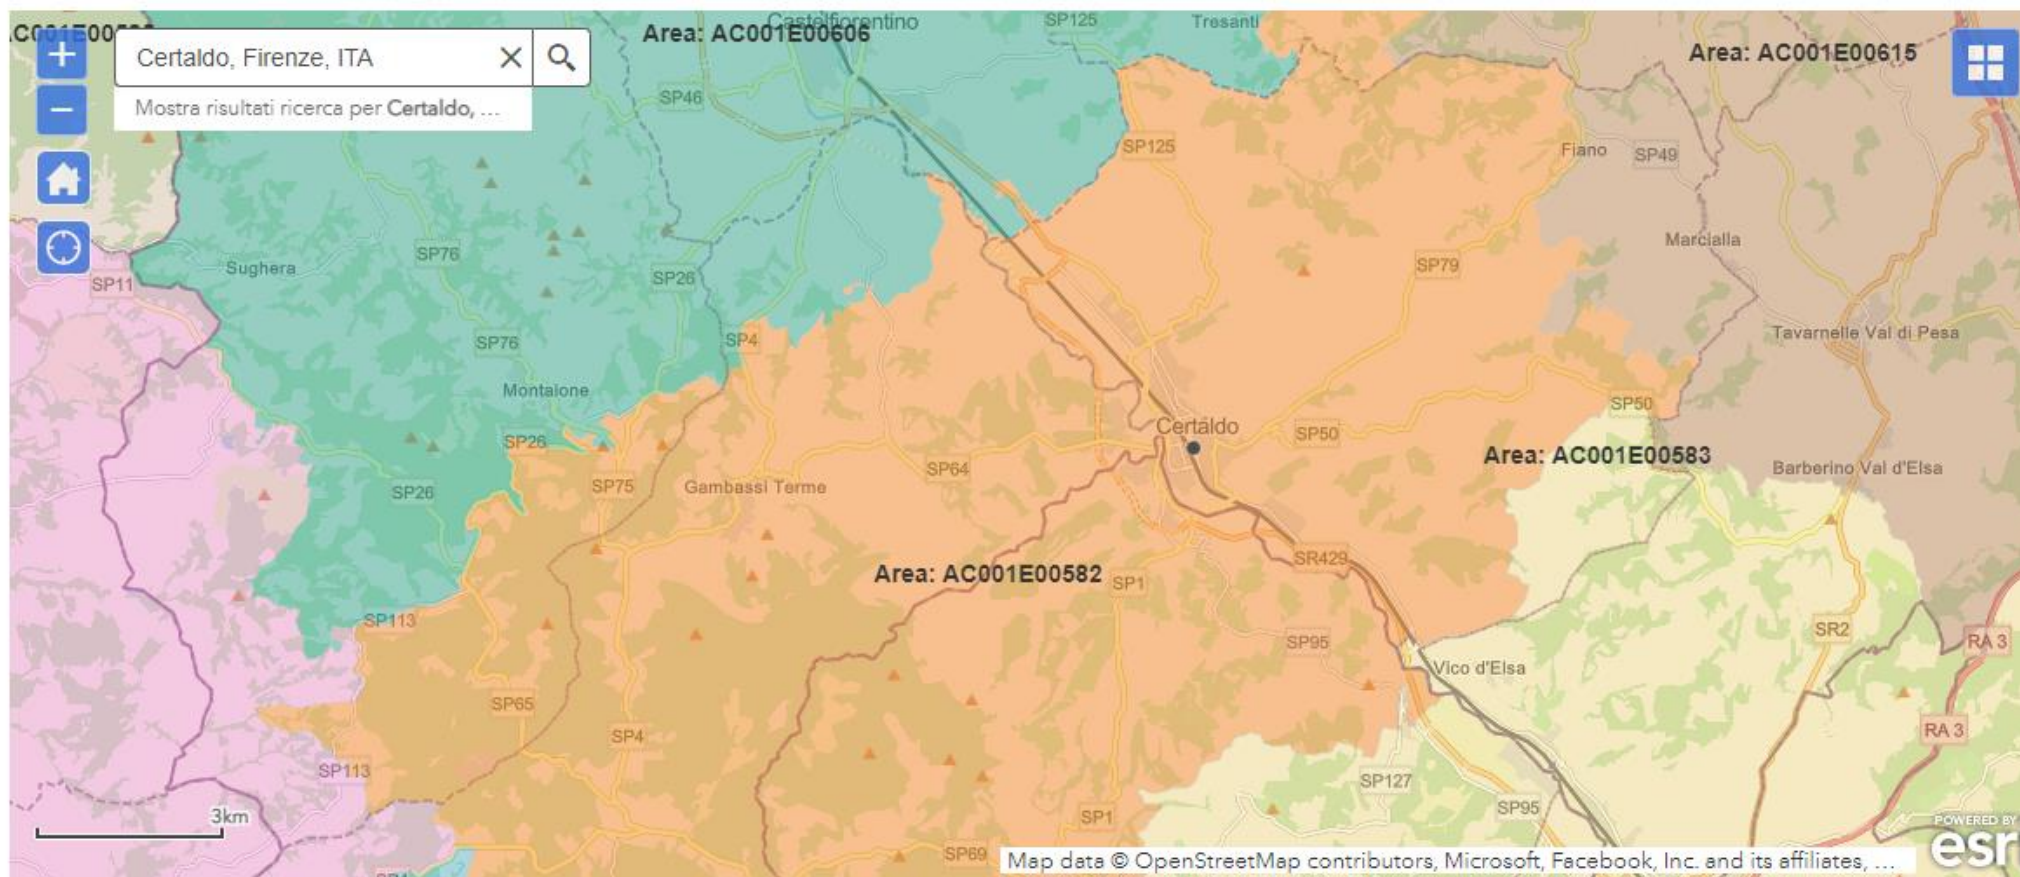 Castelfiorentino
SP125
Tresanti
Area: AC001E00606
Area: AC001E00615
+
Certaldo, Firenze, ITA
Mostra risultati ricerca per Certaldo, ...
−
SP46
SP125
Fiano
SP49
Marcialla
SP76
Sughera
SP26
SP79
SP11
Tavarnelle Val di Pesa
SP76
SP4
Montaione
SP50
Certaldo
SP50
SP26
Area: AC001E00583
Barberino Val d'Elsa
SP64
SP26
SP75
Gambassi Terme
SR429
Area: AC001E00582
SP1
SP113
SP95
SR2
RA 3
Vico d'Elsa
SP65
SP4
RA 3
SP113
SP127
SP95
3km
SP1
POWERED BY
esri
SP69
Map data © OpenStreetMap contributors, Microsoft, Facebook, Inc. and its affiliates, ...